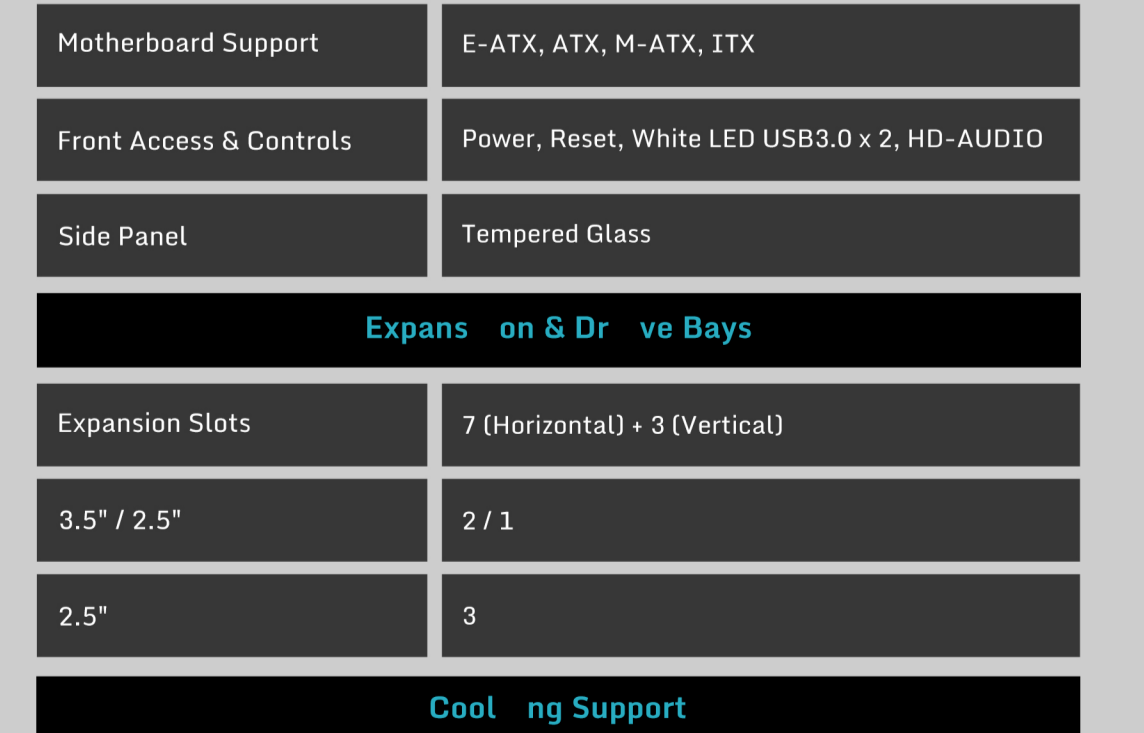 Motherboard Support
E-ATX, ATX, M-ATX, ITX
Front Access & Controls
Power, Reset, White LED USB3.0 x 2, HD-AUDIO
Side Panel
Tempered Glass
Expans on & Dr ve Bays
Expansion Slots
7 (Horizontal) + 3 (Vertical)
3.5" / 2.5"
2 / 1
2.5"
3
Cool ng Support